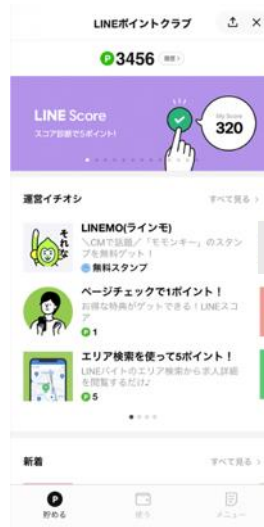 LINEポイントクラブ
P 3456
LINE Score
スコア診断で5ポイント!
My Score
320
運営イチオシ
すべて見る >
それな
LINEMO(ラインモ)
＼CMで話題／「モモンキー」のスタン
プを無料ゲット！
無料スタンプ
ページチェックで1ポイント！
お得な特典がゲットできる！LINEスコ
ア
P 1
エリア検索を使って5ポイント！
LINEバイトのエリア検索から求人詳細
を閲覧するだけ♪
P 5
新着
すべて見る >
P
貯める
使う
メニュー